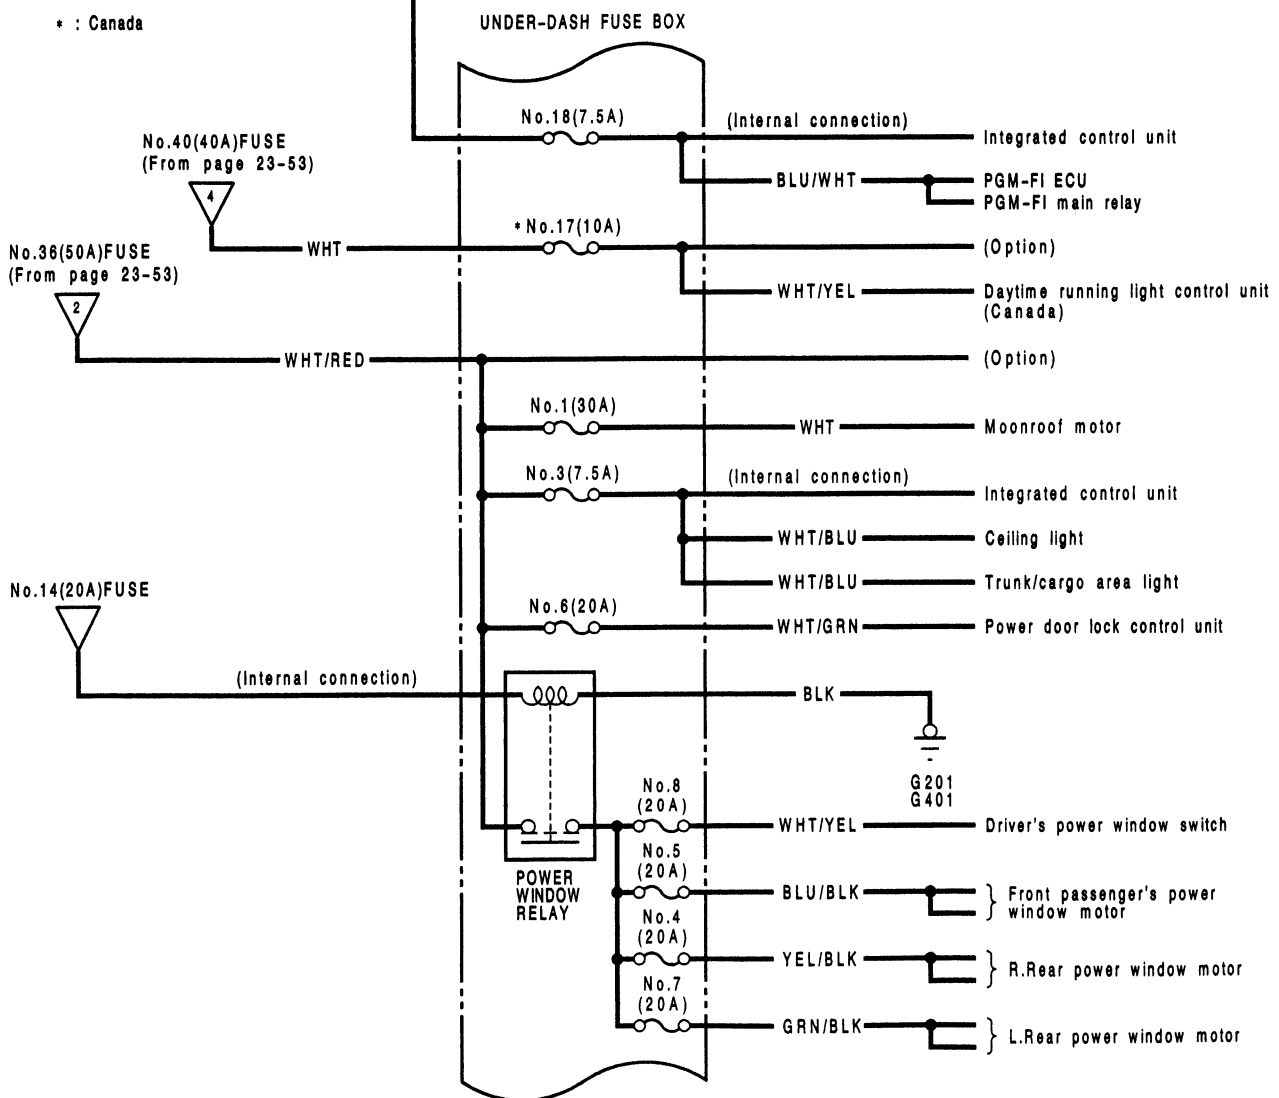 * : Canada
UNDER-DASH FUSE BOX
No.18(7.5A)
(Internal connection)
Integrated control unit
No.40(40A)FUSE
(From page 23-53)
4
BLU/WHT
PGM-FI ECU
PGM-FI main relay
*No.17(10A)
WHT
(Option)
No.36(50A)FUSE
(From page 23-53)
2
WHT/YEL
Daytime running light control unit
(Canada)
WHT/RED
(Option)
No.1(30A)
WHT
Moonroof motor
No.3(7.5A)
(Internal connection)
Integrated control unit
WHT/BLU
Ceiling light
WHT/BLU
Trunk/cargo area light
No.14(20A)FUSE
No.6(20A)
WHT/GRN
Power door lock control unit
(Internal connection)
BLK
G201
G401
No.8
(20A)
WHT/YEL
Driver's power window switch
POWER
WINDOW
RELAY
No.5
(20A)
BLU/BLK
Front passenger's power
window motor
No.4
(20A)
YEL/BLK
R.Rear power window motor
No.7
(20A)
GRN/BLK
L.Rear power window motor